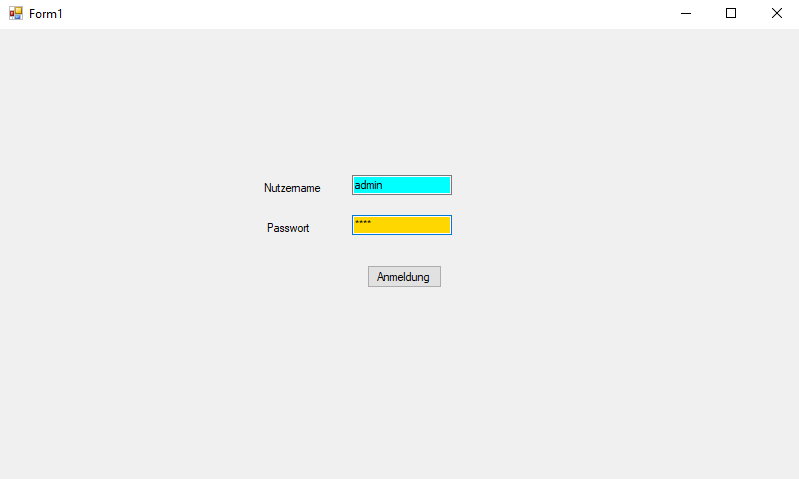 Form1
Nutzername admin
Passwort ****
Anmeldung